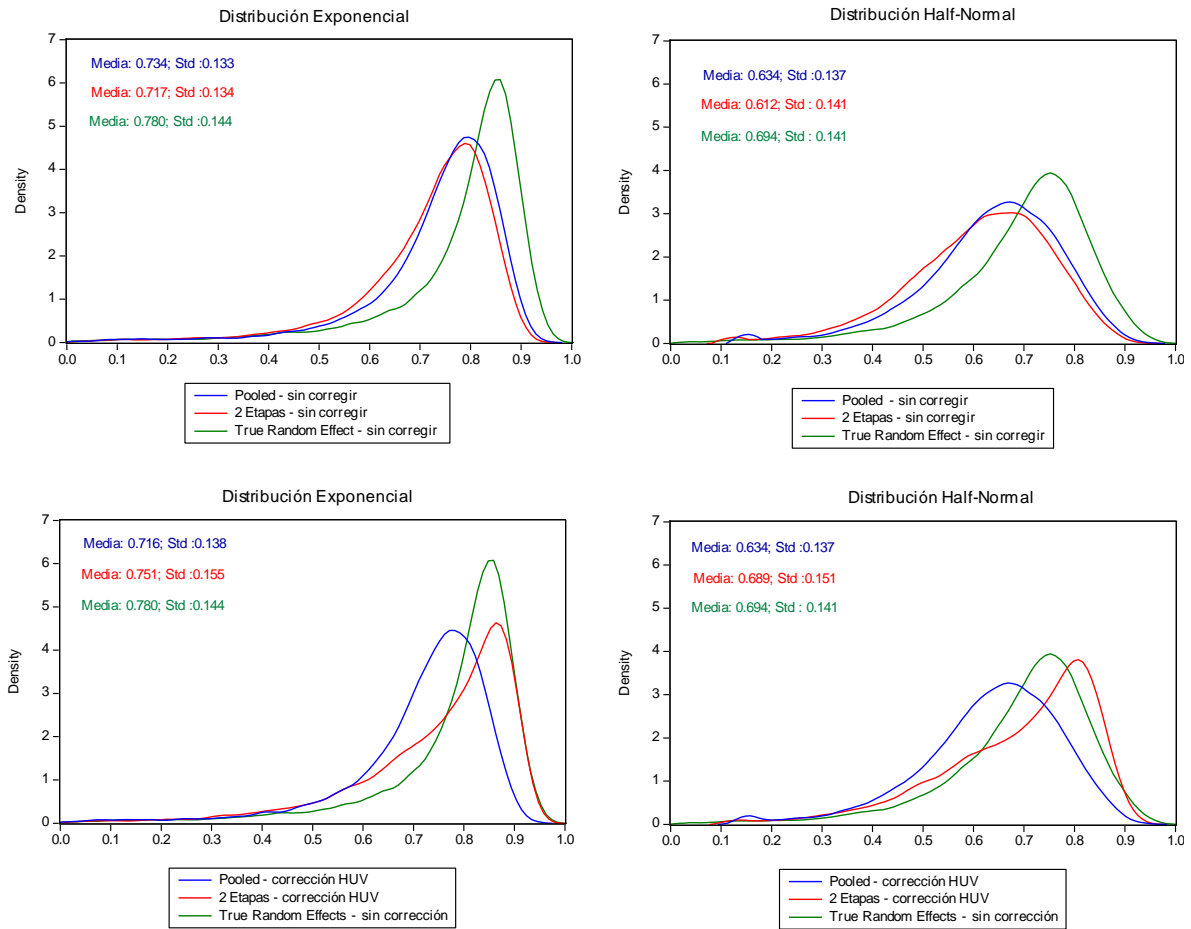 Distribución Exponencial
7
6
5
4
3
2
1
0
Density
Media: 0.734; Std :0.133
Media: 0.717; Std :0.134
Media: 0.780; Std :0.144
0.0 0.1 0.2 0.3 0.4 0.5 0.6 0.7 0.8 0.9 1.0
Pooled - sin corregir
2 Etapas - sin corregir
True Random Effect - sin corregir
Distribución Half-Normal
7
6
5
4
3
2
1
0
Density
Media: 0.634; Std :0.137
Media: 0.612; Std : 0.141
Media: 0.694; Std : 0.141
0.0 0.1 0.2 0.3 0.4 0.5 0.6 0.7 0.8 0.9 1.0
Pooled - sin corregir
2 Etapas - sin corregir
True Random Effect - sin corregir
Distribución Exponencial
7
6
5
4
3
2
1
0
Density
Media: 0.716; Std :0.138
Media: 0.751; Std :0.155
Media: 0.780; Std :0.144
0.0 0.1 0.2 0.3 0.4 0.5 0.6 0.7 0.8 0.9 1.0
Pooled - corrección HUV
2 Etapas - corrección HUV
True Random Effects - sin corrección
Distribución Half-Normal
7
6
5
4
3
2
1
0
Density
Media: 0.634; Std :0.137
Media: 0.689; Std :0.151
Media: 0.694; Std : 0.141
0.0 0.1 0.2 0.3 0.4 0.5 0.6 0.7 0.8 0.9 1.0
Pooled - corrección HUV
2 Etapas - corrección HUV
True Random Effects - sin corrección